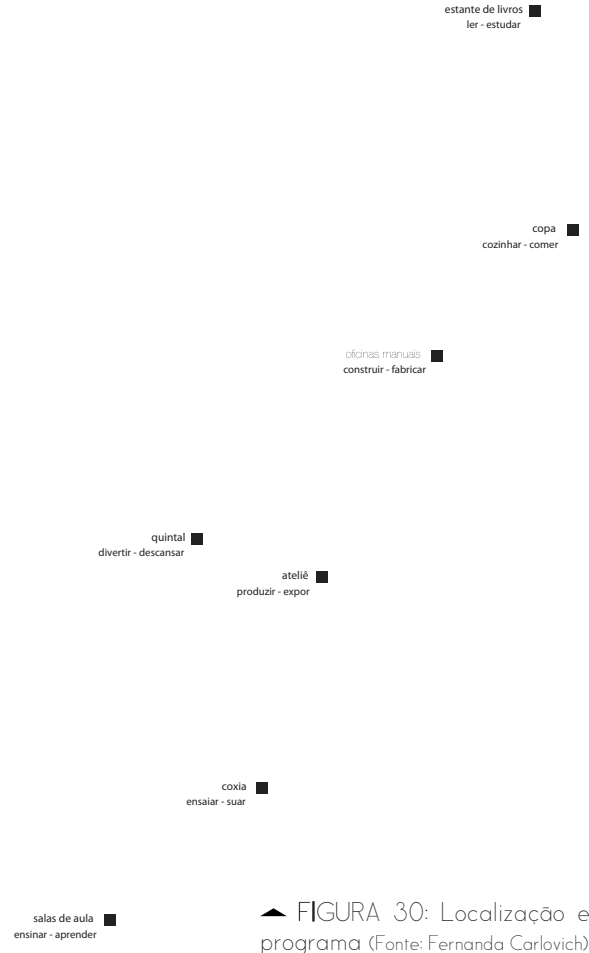 estante de livros
ler - estudar
copa
cozinhar - comer
oficinas manuais
construir - fabricar
quintal
divertir - descansar
ateliê
produzir - expor
coxia
ensaiar - suar
salas de aula
ensinar - aprender
FIGURA 30: Localização e
programa (Fonte: Fernanda Carlovich)